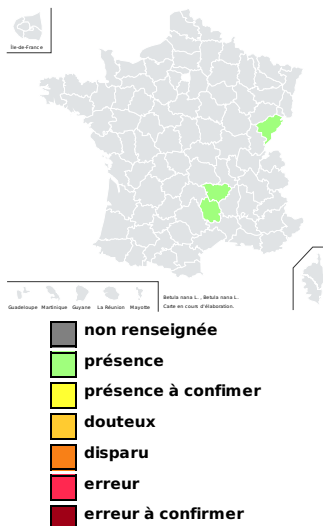 Île-de-France
Guadeloupe Martinique Guyane La Réunion Mayotte
Betula nana L. , Betula nana L.
Carte en cours d'élaboration.
non renseignée
présence
présence à confimer
douteux
disparu
erreur
erreur à confirmer